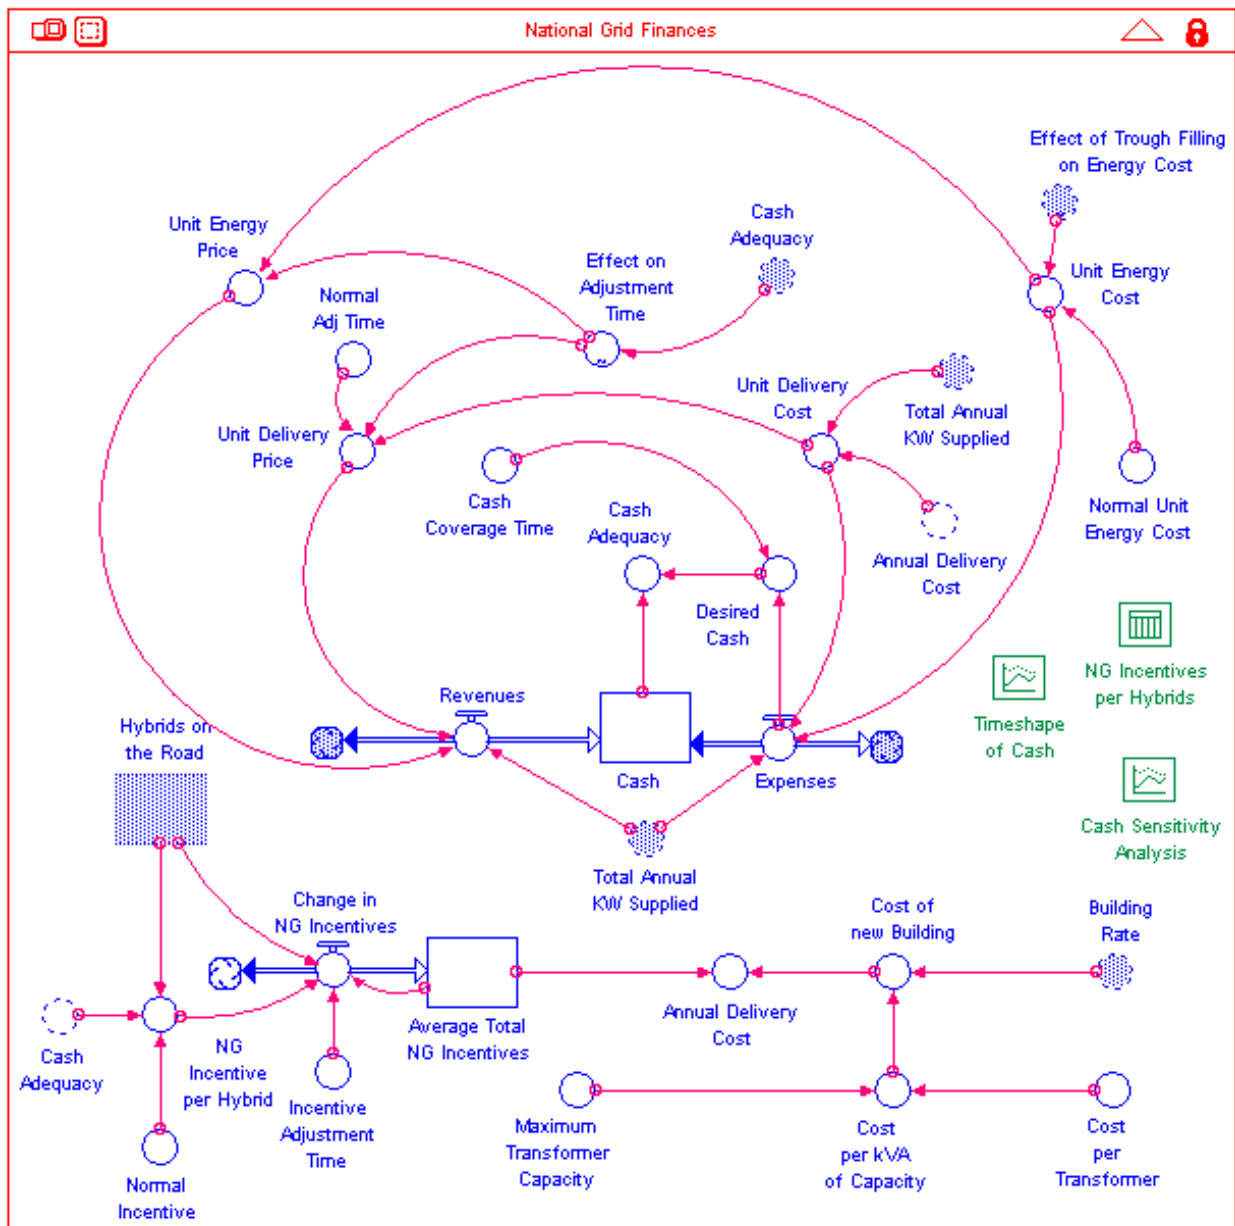 National Grid Finances
Effect of Trough Filling
on Energy Cost
Unit Energy
Price
Cash
Adequacy
Effect on
Adjustment
Time
Unit Energy
Cost
Normal
Adj Time
Unit Delivery
Cost
Total Annual
KW Supplied
Unit Delivery
Price
Cash
Coverage Time
Cash
Adequacy
Normal Unit
Energy Cost
Annual Delivery
Cost
Desired
Cash
NG Incentives
per Hybrids
Timeshape
of Cash
Revenues
Hybrids on
the Road
Cash
Expenses
Cash Sensitivity
Analysis
Total Annual
KW Supplied
Change in
NG Incentives
Cost of
new Building
Building
Rate
Annual Delivery
Cost
Average Total
NG Incentives
Cash
Adequacy
NG
Incentive
per Hybrid
Incentive
Adjustment
Time
Maximum
Transformer
Capacity
Cost
per kVA
of Capacity
Cost
per
Transformer
Normal
Incentive